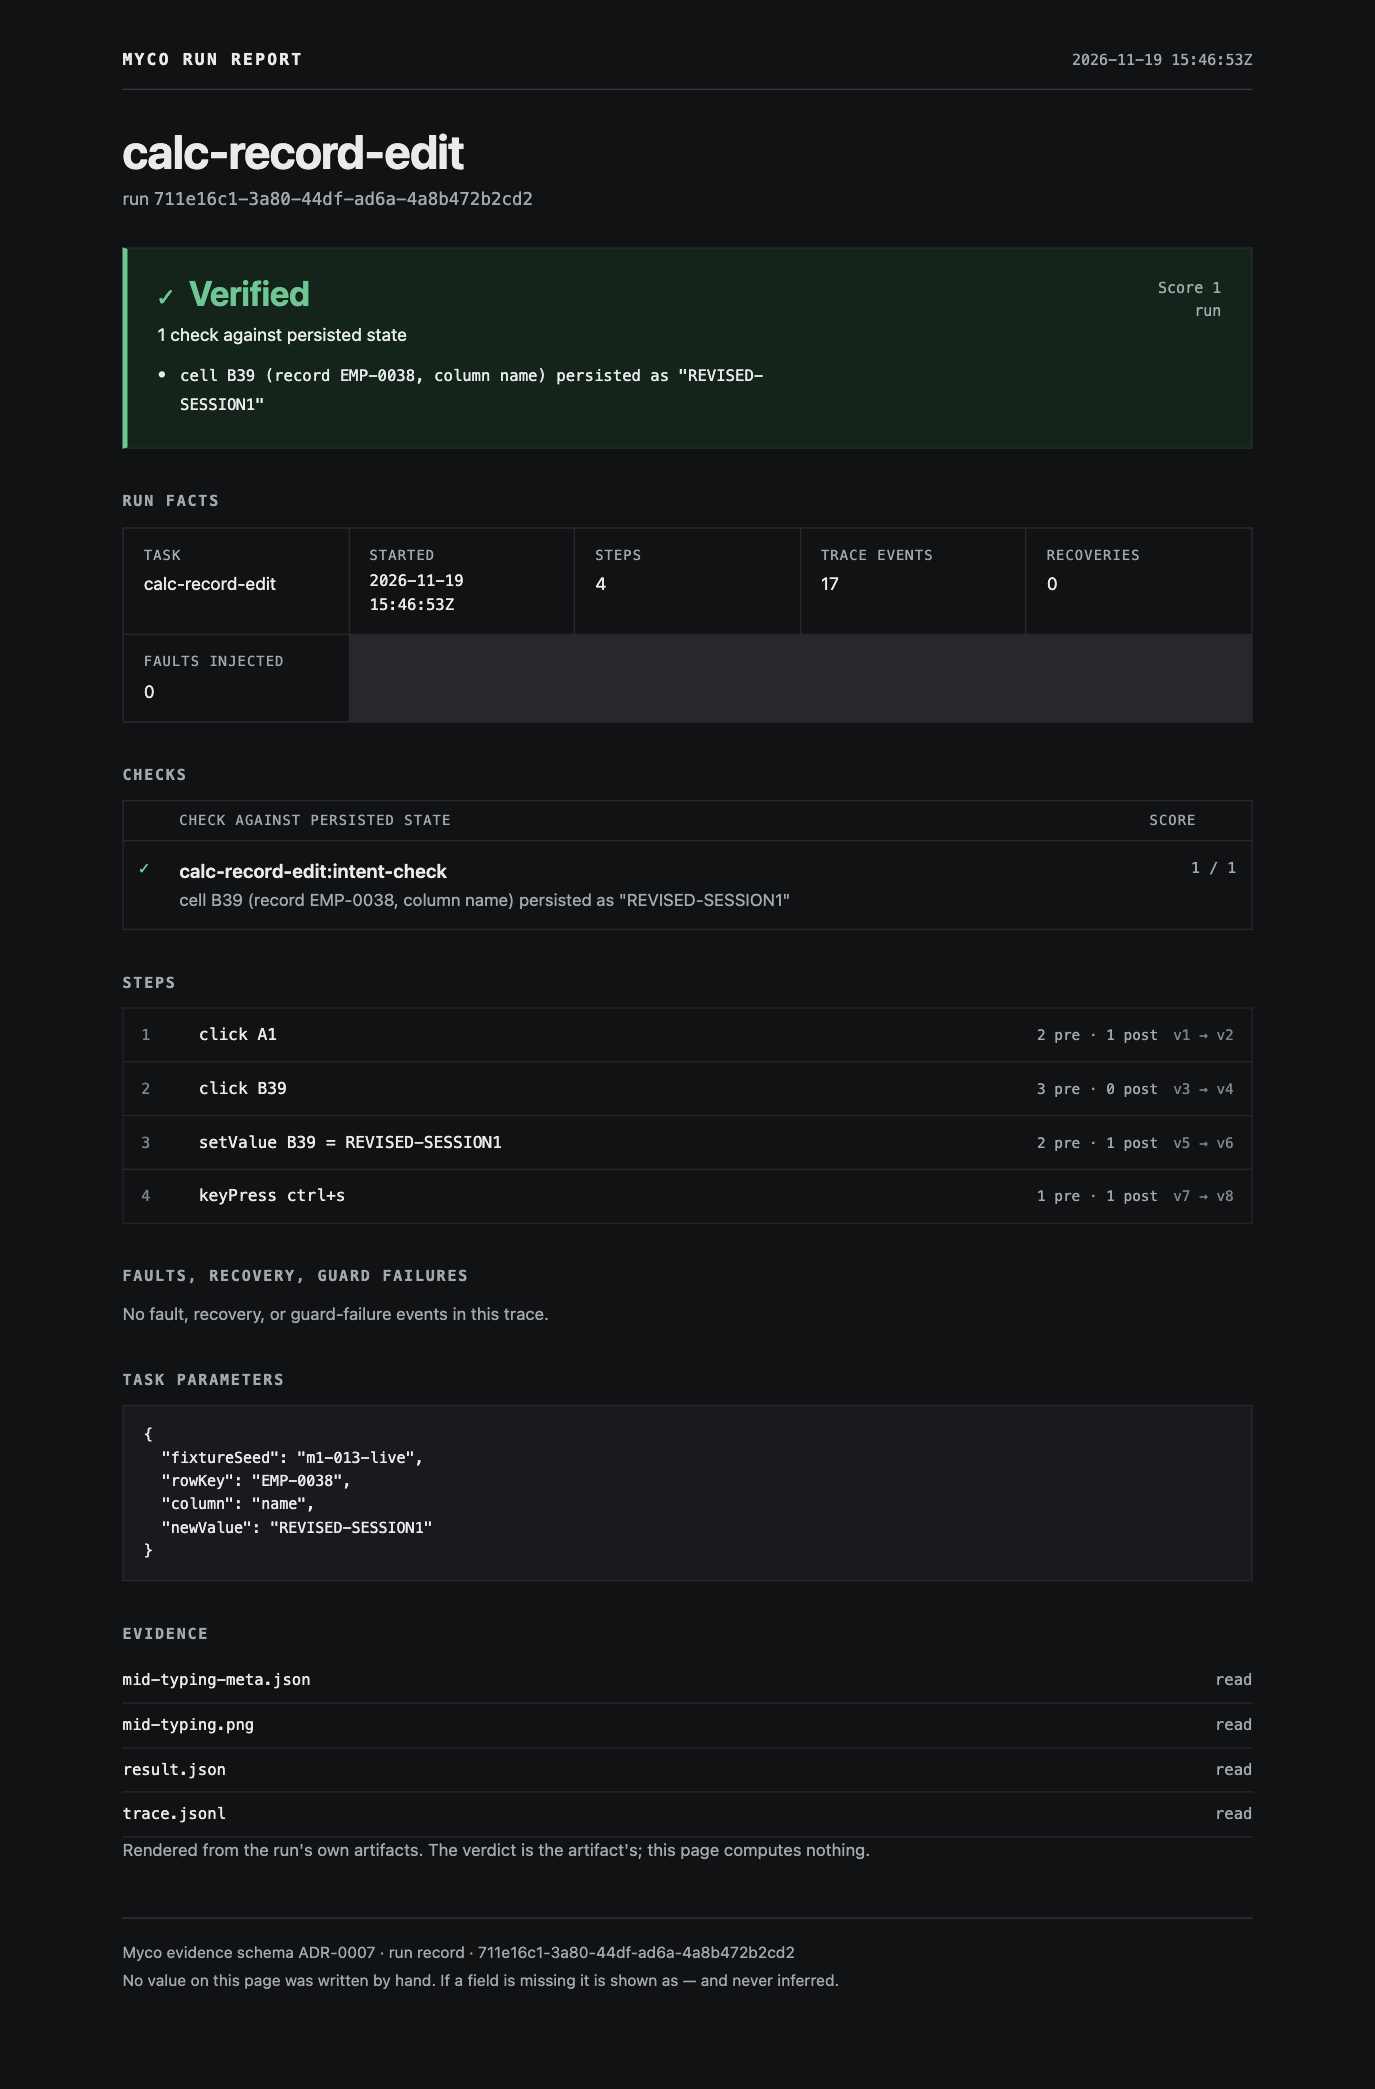 MYCO RUN REPORT
2026-11-19 15:46:53Z
calc-record-edit
run 711e16c1-3a80-44df-ad6a-4a8b472b2cd2
✓ Verified
Score 1
run
1 check against persisted state
• cell B39 (record EMP-0038, column name) persisted as "REVISED-
SESSION1"
RUN FACTS
TASK
calc-record-edit
STARTED
2026-11-19
15:46:53Z
STEPS
4
TRACE EVENTS
17
RECOVERIES
0
FAULTS INJECTED
0
CHECKS
CHECK AGAINST PERSISTED STATE SCORE
✓ calc-record-edit:intent-check 1 / 1
cell B39 (record EMP-0038, column name) persisted as "REVISED-SESSION1"
STEPS
1 click A1 2 pre · 1 post v1 → v2
2 click B39 3 pre · 0 post v3 → v4
3 setValue B39 = REVISED-SESSION1 2 pre · 1 post v5 → v6
4 keyPress ctrl+s 1 pre · 1 post v7 → v8
FAULTS, RECOVERY, GUARD FAILURES
No fault, recovery, or guard-failure events in this trace.
TASK PARAMETERS
{
"fixtureSeed": "m1-013-live",
"rowKey": "EMP-0038",
"column": "name",
"newValue": "REVISED-SESSION1"
}
EVIDENCE
mid-typing-meta.json read
mid-typing.png read
result.json read
trace.jsonl read
Rendered from the run's own artifacts. The verdict is the artifact's; this page computes nothing.
Myco evidence schema ADR-0007 · run record · 711e16c1-3a80-44df-ad6a-4a8b472b2cd2
No value on this page was written by hand. If a field is missing it is shown as — and never inferred.